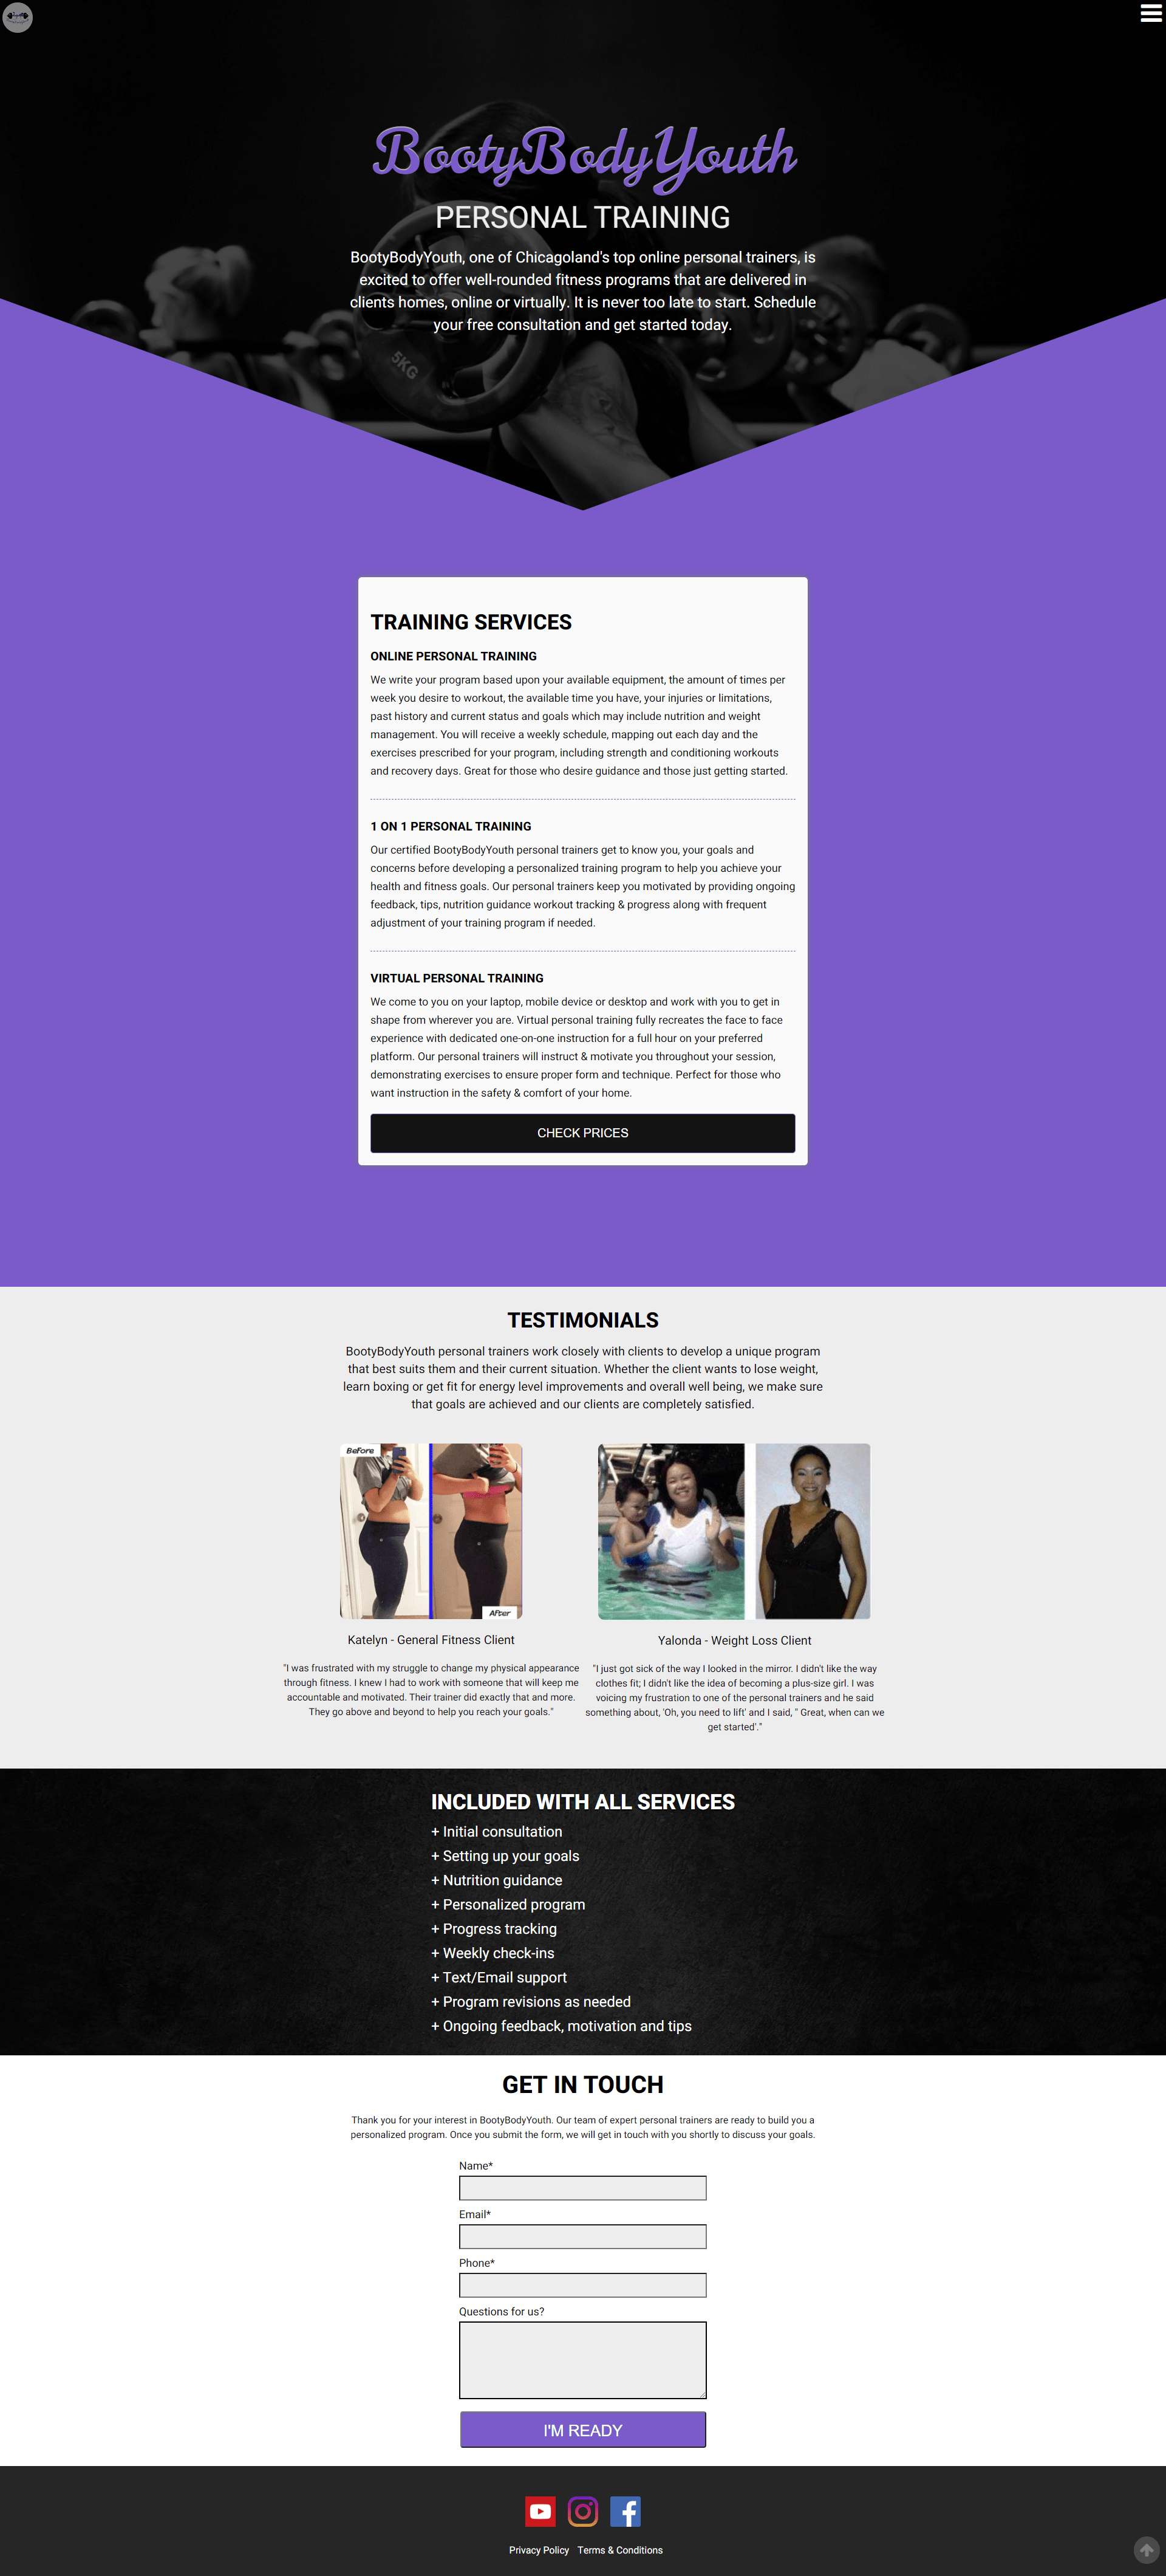 BootyBodyYouth
PERSONAL TRAINING
BootyBodyYouth, one of Chicagoland's top online personal trainers, is
excited to offer well-rounded fitness programs that are delivered in
clients homes, online or virtually. It is never too late to start. Schedule
your free consultation and get started today.
5KG
TRAINING SERVICES
ONLINE PERSONAL TRAINING
We write your program based upon your available equipment, the amount of times per
week you desire to workout, the available time you have, your injuries or limitations,
past history and current status and goals which may include nutrition and weight
management. You will receive a weekly schedule, mapping out each day and the
exercises prescribed for your program, including strength and conditioning workouts
and recovery days. Great for those who desire guidance and those just getting started.
1 ON 1 PERSONAL TRAINING
Our certified BootyBodyYouth personal trainers get to know you, your goals and
concerns before developing a personalized training program to help you achieve your
health and fitness goals. Our personal trainers keep you motivated by providing ongoing
feedback, tips, nutrition guidance workout tracking & progress along with frequent
adjustment of your training program if needed.
VIRTUAL PERSONAL TRAINING
We come to you on your laptop, mobile device or desktop and work with you to get in
shape from wherever you are. Virtual personal training fully recreates the face to face
experience with dedicated one-on-one instruction for a full hour on your preferred
platform. Our personal trainers will instruct & motivate you throughout your session,
demonstrating exercises to ensure proper form and technique. Perfect for those who
want instruction in the safety & comfort of your home.
CHECK PRICES
TESTIMONIALS
BootyBodyYouth personal trainers work closely with clients to develop a unique program
that best suits them and their current situation. Whether the client wants to lose weight,
learn boxing or get fit for energy level improvements and overall well being, we make sure
that goals are achieved and our clients are completely satisfied.
Before
After
Katelyn - General Fitness Client
"I was frustrated with my struggle to change my physical appearance
through fitness. I knew I had to work with someone that will keep me
accountable and motivated. Their trainer did exactly that and more.
They go above and beyond to help you reach your goals."
Yalonda - Weight Loss Client
"I just got sick of the way I looked in the mirror. I didn't like the way
clothes fit; I didn't like the idea of becoming a plus-size girl. I was
voicing my frustration to one of the personal trainers and he said
something about, 'Oh, you need to lift' and I said, " Great, when can we
get started'."
INCLUDED WITH ALL SERVICES
+ Initial consultation
+ Setting up your goals
+ Nutrition guidance
+ Personalized program
+ Progress tracking
+ Weekly check-ins
+ Text/Email support
+ Program revisions as needed
+ Ongoing feedback, motivation and tips
GET IN TOUCH
Thank you for your interest in BootyBodyYouth. Our team of expert personal trainers are ready to build you a
personalized program. Once you submit the form, we will get in touch with you shortly to discuss your goals.
Name*
Email*
Phone*
Questions for us?
I'M READY
Privacy Policy Terms & Conditions